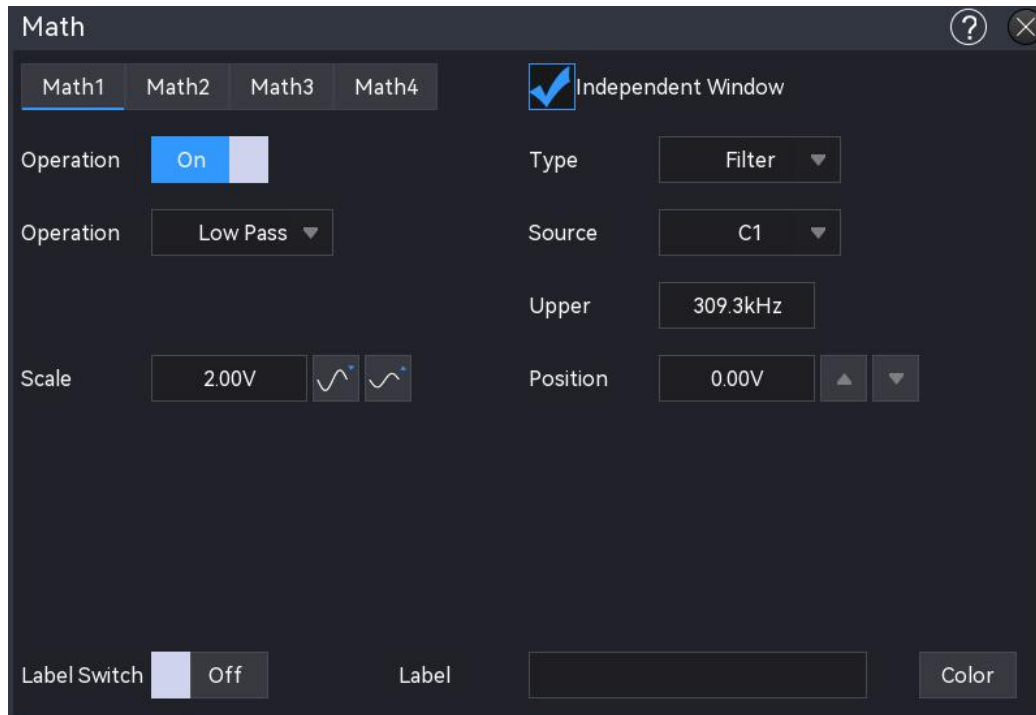 Math
?
Math1 Math2 Math3 Math4 Independent Window
Operation On Type Filter
Operation Low Pass Source C1
Upper 309.3kHz
Scale 2.00V Position 0.00V
Label Switch Off Label Color